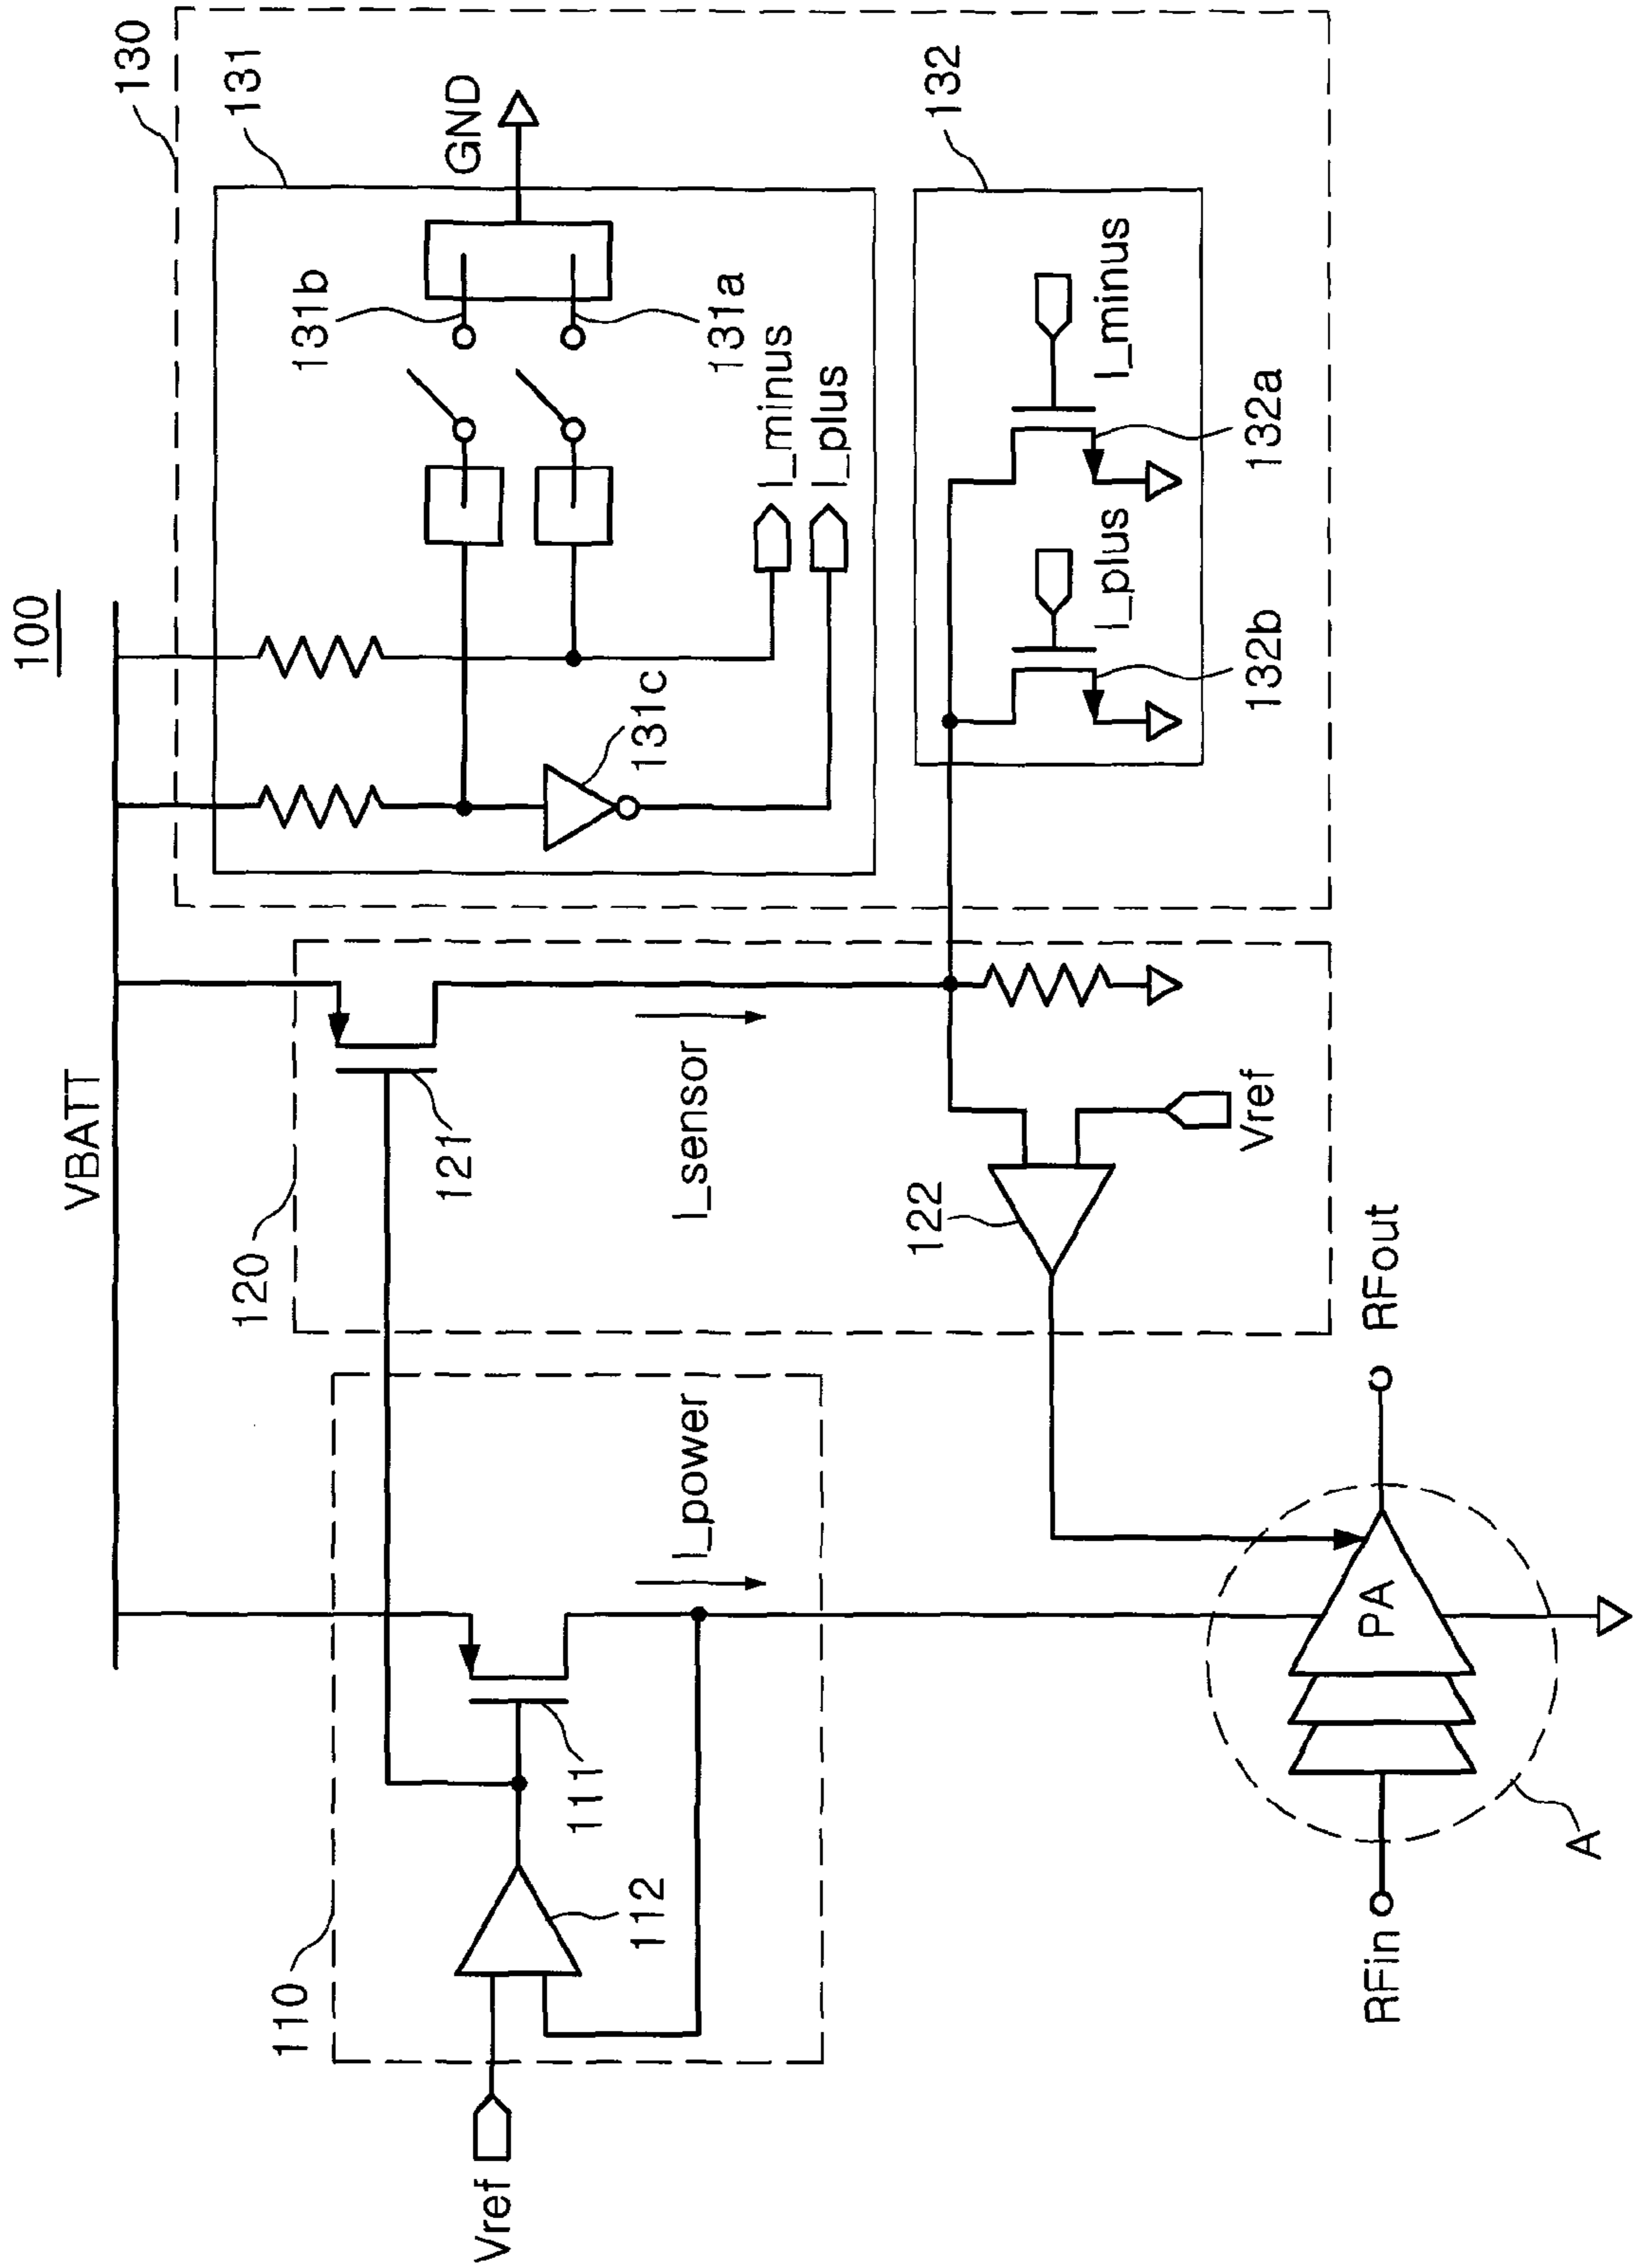 100
VBATT
130
131
GND
131b
131a
I_minus
I_plus
131c
132
I_minus
132a
I_plus
132b
120
121
I_sensor
Vref
122
110
111
112
I_power
Vref
PA
RFout
RFin
A